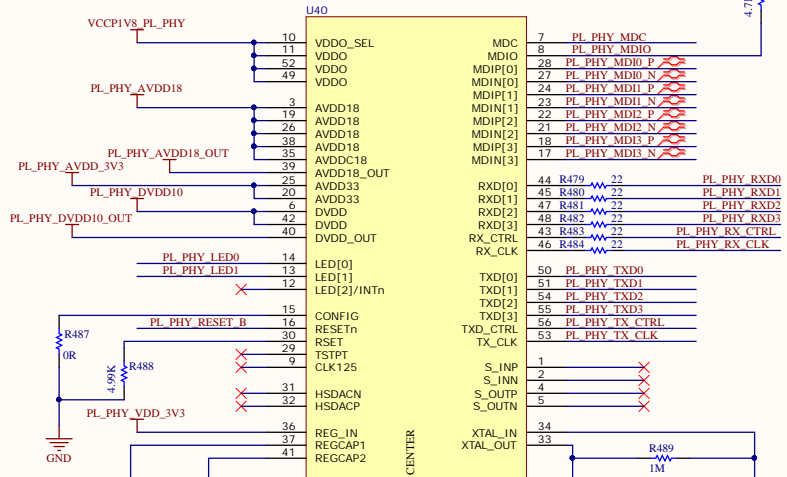 U40
4.7
VCCP1V8_PL_PHY
10 VDDO_SEL
11 VDDO
52 VDDO
49 VDDO
PL_PHY_AVDD18
3 AVDD18
19 AVDD18
26 AVDD18
38 AVDD18
35 AVDDC18
PL_PHY_AVDD18_OUT
39 AVDD18_OUT
PL_PHY_AVDD_3V3
25 AVDD33
20 AVDD33
PL_PHY_DVDD10
6 DVDD
42 DVDD
PL_PHY_DVDD10_OUT
40 DVDD_OUT
PL_PHY_LED0 14 LED[0]
PL_PHY_LED1 13 LED[1]
12 LED[2]/INTn
15 CONFIG
PL_PHY_RESET_B 16 RESETn
30 RSET
29 TSTPT
9 CLK125
R487
0R
R488
4.99K
31 HSDACN
32 HSDACP
PL_PHY_VDD_3V3
36 REG_IN
37 REGCAP1
41 REGCAP2
GND
CENTER
MDC 7 PL_PHY_MDC
MDIO 8 PL_PHY_MDIO
MDIP[0] 28 PL_PHY_MDI0_P
MDIN[0] 27 PL_PHY_MDI0_N
MDIP[1] 24 PL_PHY_MDI1_P
MDIN[1] 23 PL_PHY_MDI1_N
MDIP[2] 22 PL_PHY_MDI2_P
MDIN[2] 21 PL_PHY_MDI2_N
MDIP[3] 18 PL_PHY_MDI3_P
MDIN[3] 17 PL_PHY_MDI3_N
RXD[0] 44 R479 22 PL_PHY_RXD0
RXD[1] 45 R480 22 PL_PHY_RXD1
RXD[2] 47 R481 22 PL_PHY_RXD2
RXD[3] 48 R482 22 PL_PHY_RXD3
RX_CTRL 43 R483 22 PL_PHY_RX_CTRL
RX_CLK 46 R484 22 PL_PHY_RX_CLK
TXD[0] 50 PL_PHY_TXD0
TXD[1] 51 PL_PHY_TXD1
TXD[2] 54 PL_PHY_TXD2
TXD[3] 55 PL_PHY_TXD3
TXD_CTRL 56 PL_PHY_TX_CTRL
TX_CLK 53 PL_PHY_TX_CLK
S_INP 1
S_INN 2
S_OUTP 4
S_OUTN 5
XTAL_IN 34
XTAL_OUT 33
R489
1M